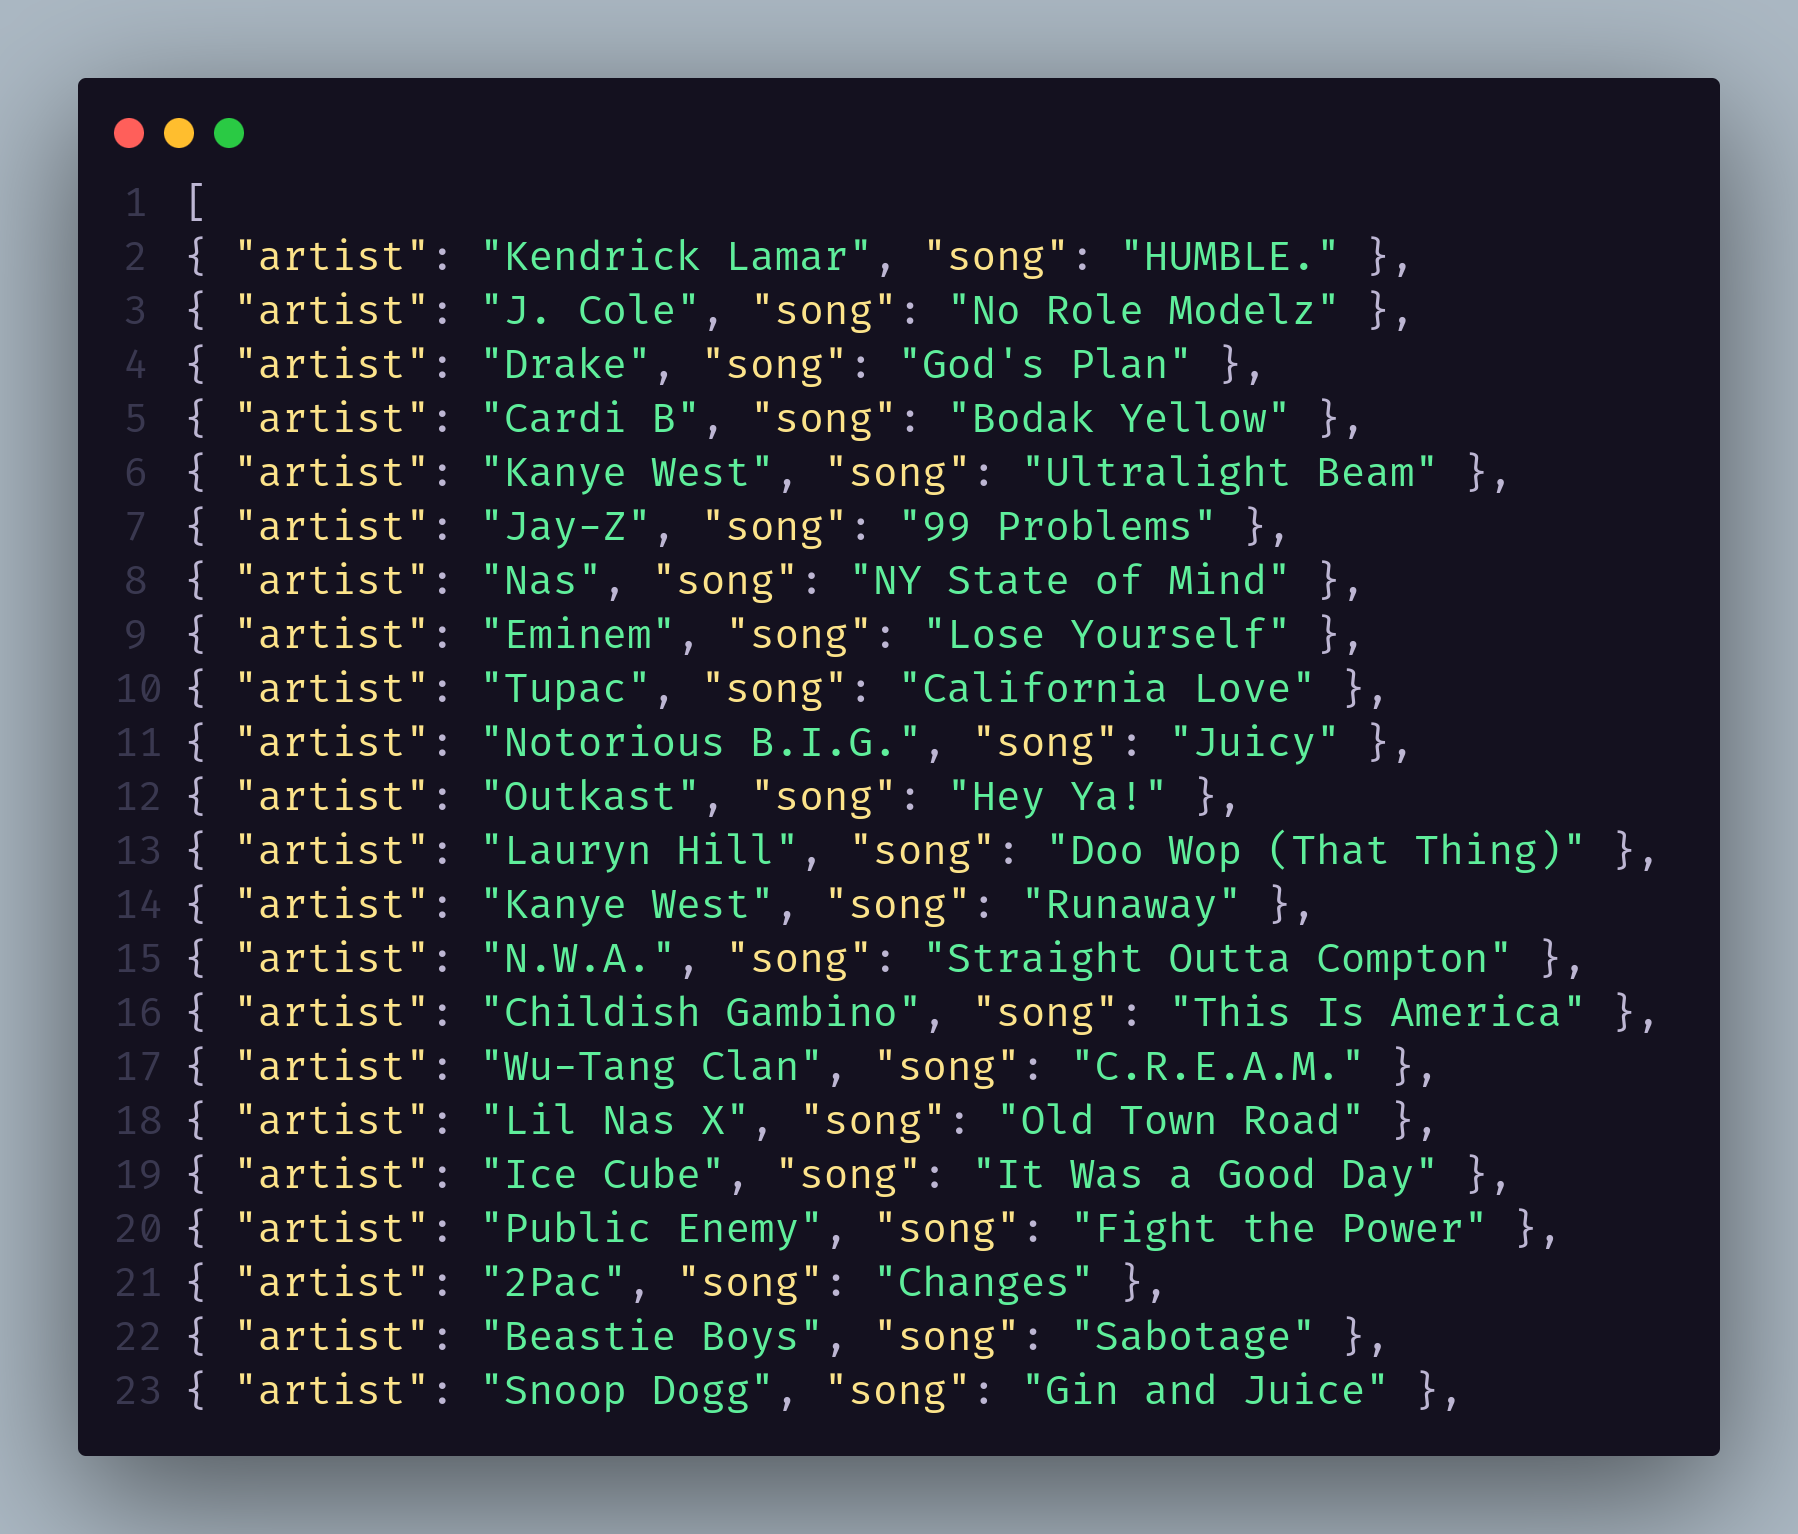 1 [
2 { "artist": "Kendrick Lamar", "song": "HUMBLE." },
3 { "artist": "J. Cole", "song": "No Role Modelz" },
4 { "artist": "Drake", "song": "God's Plan" },
5 { "artist": "Cardi B", "song": "Bodak Yellow" },
6 { "artist": "Kanye West", "song": "Ultralight Beam" },
7 { "artist": "Jay-Z", "song": "99 Problems" },
8 { "artist": "Nas", "song": "NY State of Mind" },
9 { "artist": "Eminem", "song": "Lose Yourself" },
10 { "artist": "Tupac", "song": "California Love" },
11 { "artist": "Notorious B.I.G.", "song": "Juicy" },
12 { "artist": "Outkast", "song": "Hey Ya!" },
13 { "artist": "Lauryn Hill", "song": "Doo Wop (That Thing)" },
14 { "artist": "Kanye West", "song": "Runaway" },
15 { "artist": "N.W.A.", "song": "Straight Outta Compton" },
16 { "artist": "Childish Gambino", "song": "This Is America" },
17 { "artist": "Wu-Tang Clan", "song": "C.R.E.A.M." },
18 { "artist": "Lil Nas X", "song": "Old Town Road" },
19 { "artist": "Ice Cube", "song": "It Was a Good Day" },
20 { "artist": "Public Enemy", "song": "Fight the Power" },
21 { "artist": "2Pac", "song": "Changes" },
22 { "artist": "Beastie Boys", "song": "Sabotage" },
23 { "artist": "Snoop Dogg", "song": "Gin and Juice" },